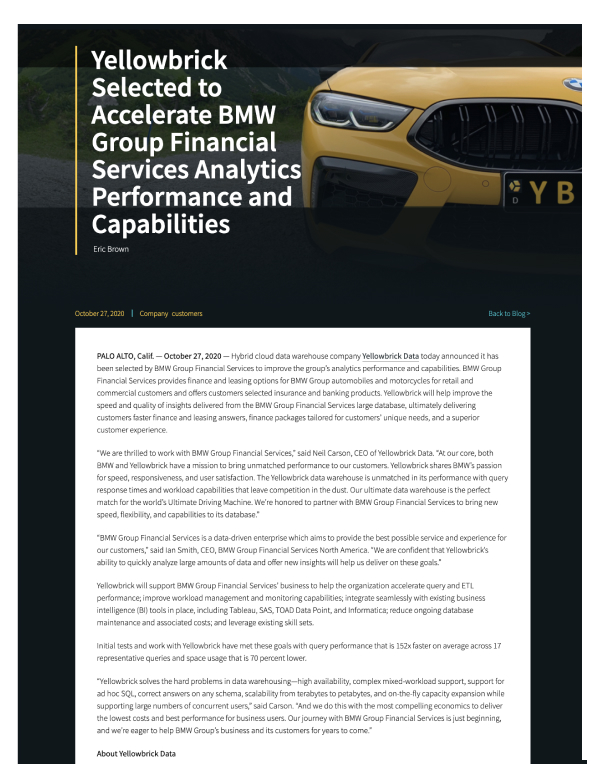 Yellowbrick
Selected to
Accelerate BMW
Group Financial
Services Analytics
Performance and
Capabilities
Eric Brown
D YB
October 27, 2020 | Company customers
Back to Blog >
PALO ALTO, Calif. — October 27, 2020 — Hybrid cloud data warehouse company Yellowbrick Data today announced it has
been selected by BMW Group Financial Services to improve the group's analytics performance and capabilities. BMW Group
Financial Services provides finance and leasing options for BMW Group automobiles and motorcycles for retail and
commercial customers and offers customers selected insurance and banking products. Yellowbrick will help improve the
speed and quality of insights delivered from the BMW Group Financial Services large database, ultimately delivering
customers faster finance and leasing answers, finance packages tailored for customers' unique needs, and a superior
customer experience.
"We are thrilled to work with BMW Group Financial Services," said Neil Carson, CEO of Yellowbrick Data. "At our core, both
BMW and Yellowbrick have a mission to bring unmatched performance to our customers. Yellowbrick shares BMW's passion
for speed, responsiveness, and user satisfaction. The Yellowbrick data warehouse is unmatched in its performance with query
response times and workload capabilities that leave competition in the dust. Our ultimate data warehouse is the perfect
match for the world's Ultimate Driving Machine. We're honored to partner with BMW Group Financial Services to bring new
speed, flexibility, and capabilities to its database."
"BMW Group Financial Services is a data-driven enterprise which aims to provide the best possible service and experience for
our customers," said Ian Smith, CEO, BMW Group Financial Services North America. "We are confident that Yellowbrick's
ability to quickly analyze large amounts of data and offer new insights will help us deliver on these goals."
Yellowbrick will support BMW Group Financial Services' business to help the organization accelerate query and ETL
performance; improve workload management and monitoring capabilities; integrate seamlessly with existing business
intelligence (BI) tools in place, including Tableau, SAS, TOAD Data Point, and Informatica; reduce ongoing database
maintenance and associated costs; and leverage existing skill sets.
Initial tests and work with Yellowbrick have met these goals with query performance that is 152x faster on average across 17
representative queries and space usage that is 70 percent lower.
"Yellowbrick solves the hard problems in data warehousing—high availability, complex mixed-workload support, support for
ad hoc SQL, correct answers on any schema, scalability from terabytes to petabytes, and on-the-fly capacity expansion while
supporting large numbers of concurrent users," said Carson. "And we do this with the most compelling economics to deliver
the lowest costs and best performance for business users. Our journey with BMW Group Financial Services is just beginning,
and we're eager to help BMW Group's business and its customers for years to come."
About Yellowbrick Data